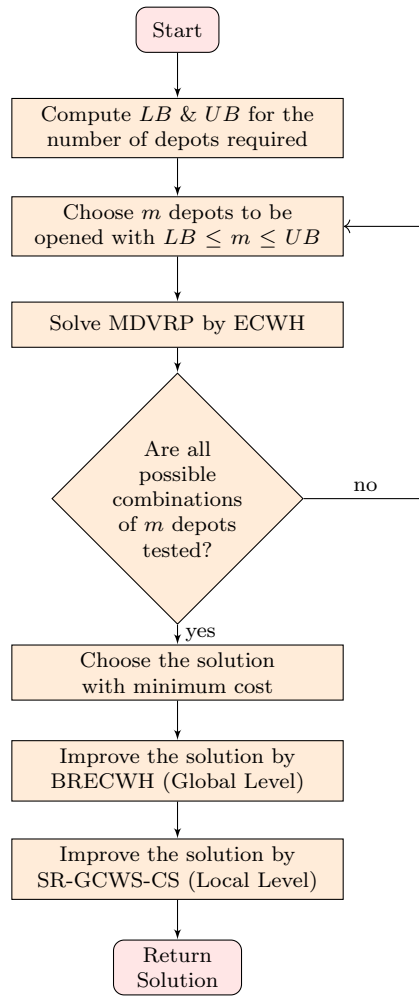 Start
Compute LB & UB for the
number of depots required
Choose m depots to be
opened with LB ≤ m ≤ UB
Solve MDVRP by ECWH
Are all
possible
combinations
of m depots
tested?
no
yes
Choose the solution
with minimum cost
Improve the solution by
BRECWH (Global Level)
Improve the solution by
SR-GCWS-CS (Local Level)
Return
Solution